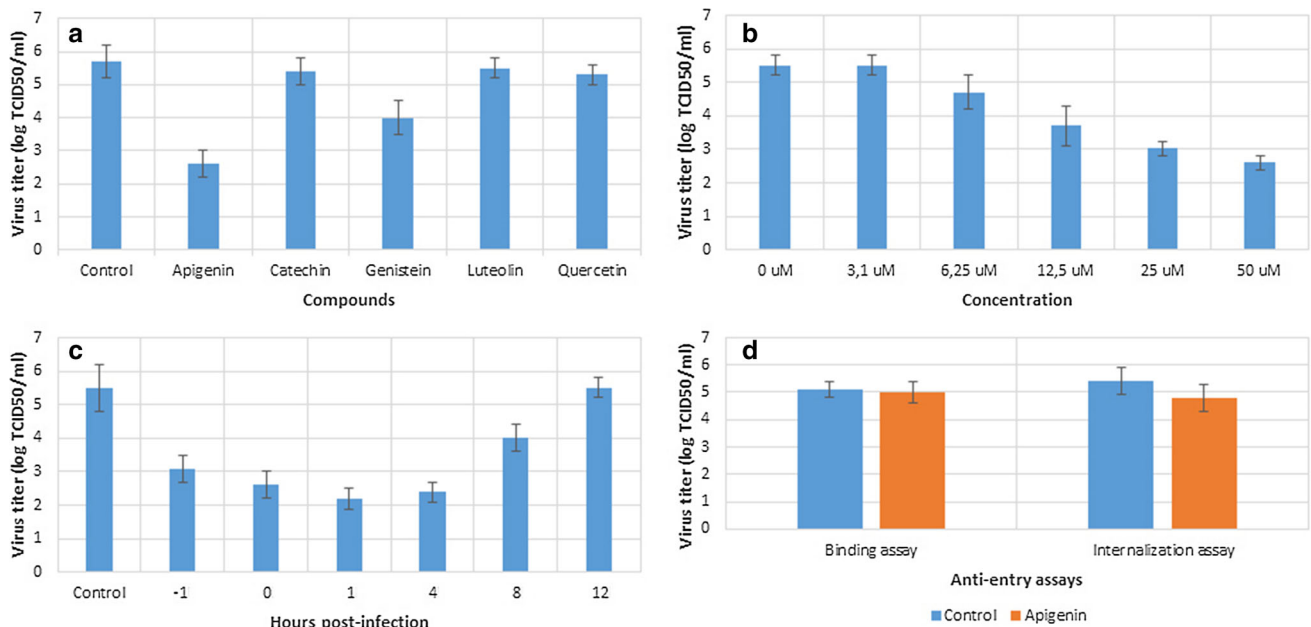 a
Virus titer (log TCID50/ml)
7
6
5
4
3
2
1
0
Control Apigenin Catechin Genistein Luteolin Quercetin
Compounds
b
Virus titer (log TCID50/ml)
7
6
5
4
3
2
1
0
0 uM 3,1 uM 6,25 uM 12,5 uM 25 uM 50 uM
Concentration
c
Virus titer (log TCID50/ml)
7
6
5
4
3
2
1
0
Control -1 0 1 4 8 12
Hours post-infection
d
Virus titer (log TCID50/ml)
7
6
5
4
3
2
1
0
Binding assay Internalization assay
Anti-entry assays
Control Apigenin